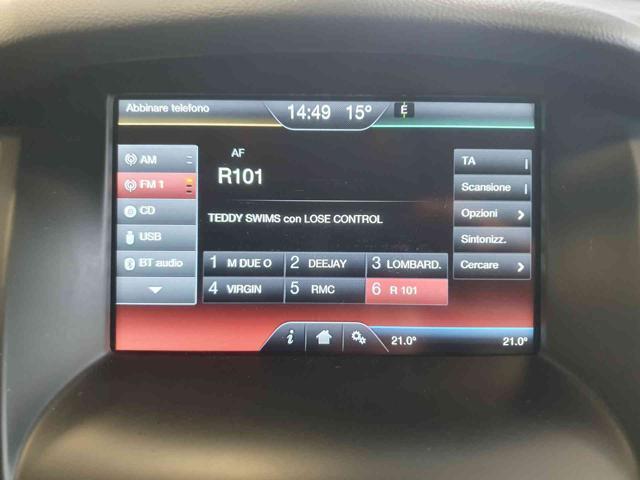 Abbinare telefono
14:49 15° E
AM
FM 1
CD
USB
BT audio
AF
R101
TEDDY SWIMS con LOSE CONTROL
1 M DUE O
2 DEEJAY
3 LOMBARD.
4 VIRGIN
5 RMC
6 R 101
TA
Scansione
Opzioni
Sintonizz.
Cercare
i
21.0°
21.0°